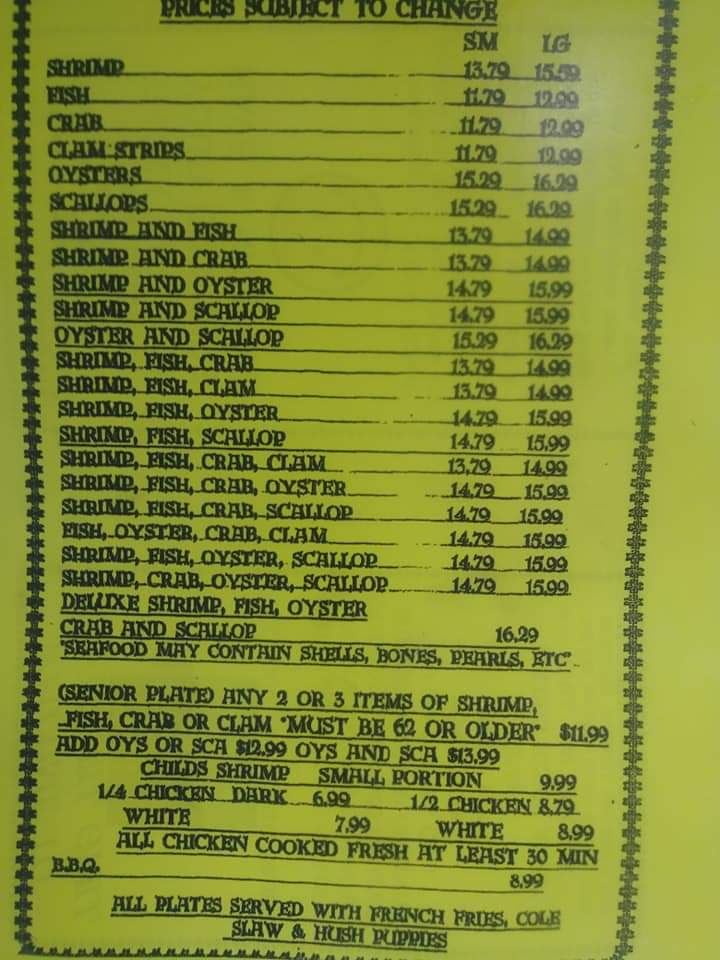 PRICES SUBJECT TO CHANGE
SM LG
SHRIMP 13.79 15.59
FISH 11.79 12.99
CRAB 11.79 12.99
CLAM STRIPS 11.79 12.99
OYSTERS 15.29 16.29
SCALLOPS 15.29 16.29
SHRIMP AND FISH 13.79 14.99
SHRIMP AND CRAB 13.79 14.99
SHRIMP AND OYSTER 14.79 15.99
SHRIMP AND SCALLOP 14.79 15.99
OYSTER AND SCALLOP 15.29 16.29
SHRIMP, FISH, CRAB 13.79 14.99
SHRIMP, FISH, CLAM 13.79 14.99
SHRIMP, FISH, OYSTER 14.79 15.99
SHRIMP, FISH, SCALLOP 14.79 15.99
SHRIMP, FISH, CRAB, CLAM 13.79 14.99
SHRIMP, FISH, CRAB, OYSTER 14.79 15.99
SHRIMP, FISH, CRAB, SCALLOP 14.79 15.99
FISH, OYSTER, CRAB, CLAM 14.79 15.99
SHRIMP, FISH, OYSTER, SCALLOP 14.79 15.99
SHRIMP, CRAB, OYSTER, SCALLOP 14.79 15.99
DELUXE SHRIMP, FISH, OYSTER
CRAB AND SCALLOP 16.29
"SEAFOOD MAY CONTAIN SHELLS, BONES, PEARLS, ETC"
(SENIOR PLATE) ANY 2 OR 3 ITEMS OF SHRIMP,
FISH, CRAB OR CLAM "MUST BE 62 OR OLDER" $11.99
ADD OYS OR SCA $12.99 OYS AND SCA $13.99
CHILDS SHRIMP SMALL PORTION 9.99
1/4 CHICKEN DARK 6.99 1/2 CHICKEN 8.79
WHITE 7.99 WHITE 8.99
ALL CHICKEN COOKED FRESH AT LEAST 30 MIN
B.B.Q. 8.99
ALL PLATES SERVED WITH FRENCH FRIES, COLE
SLAW & HUSH PUPPIES